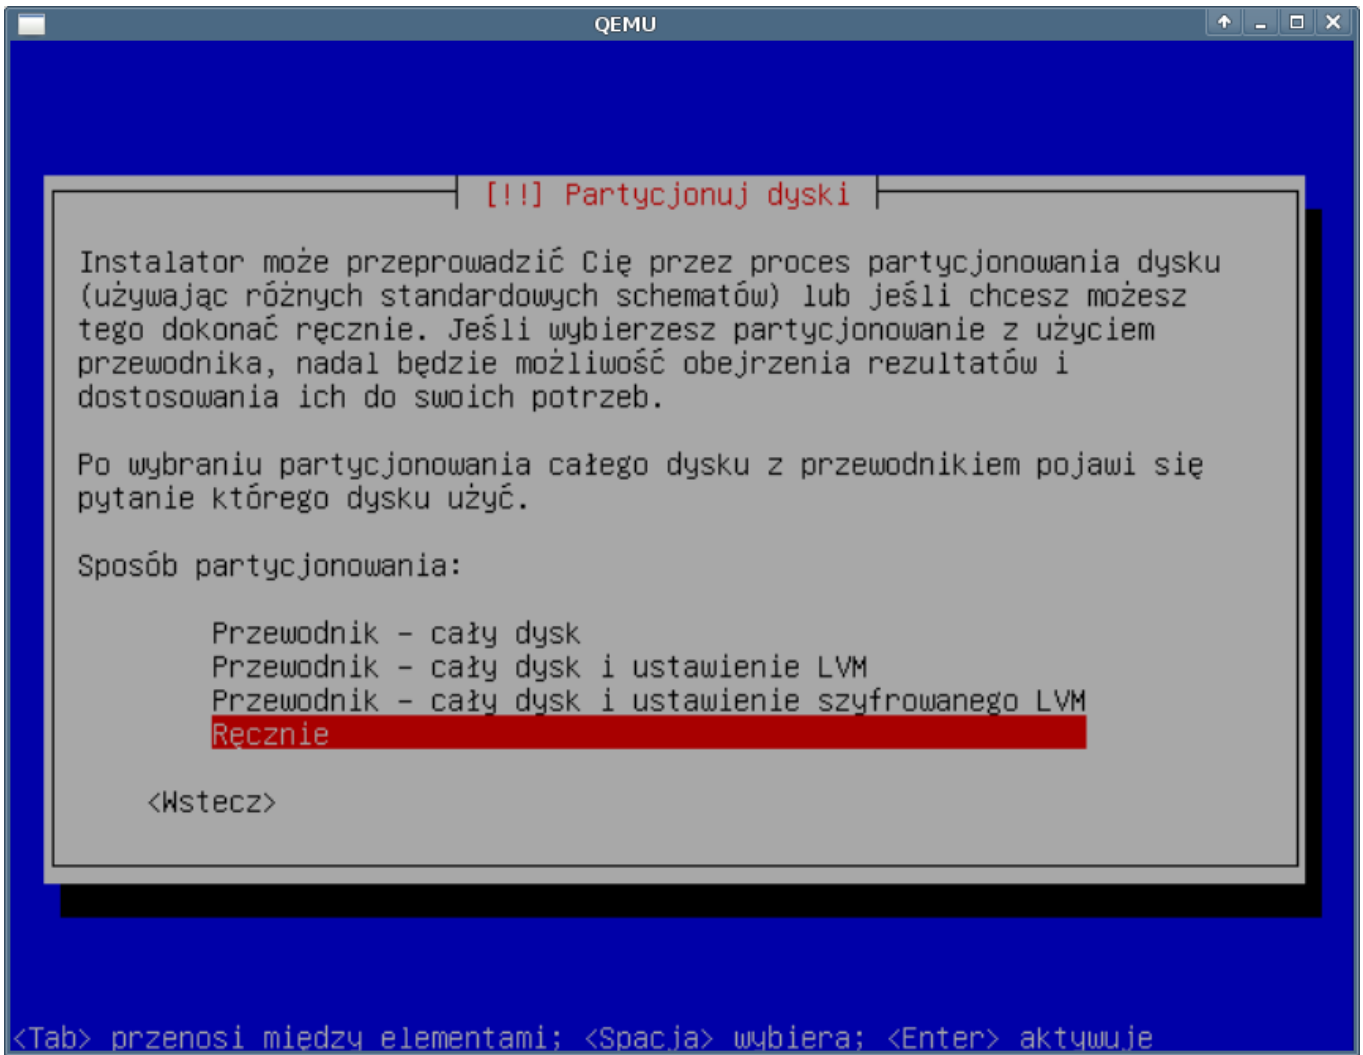 QEMU
[!!] Partycjonuj dyski
Instalator może przeprowadzić Cię przez proces partycjonowania dysku
(używając różnych standardowych schematów) lub jeśli chcesz możesz
tego dokonać ręcznie. Jeśli wybierzesz partycjonowanie z użyciem
przewodnika, nadal będzie możliwość obejrzenia rezultatów i
dostosowania ich do swoich potrzeb.
Po wybraniu partycjonowania całego dysku z przewodnikiem pojawi się
pytanie którego dysku użyć.
Sposób partycjonowania:
Przewodnik – cały dysk
Przewodnik – cały dysk i ustawienie LVM
Przewodnik – cały dysk i ustawienie szyfrowanego LVM
Ręcznie
<Wstecz>
<Tab> przenosi między elementami; <Spacja> wybiera; <Enter> aktywuje